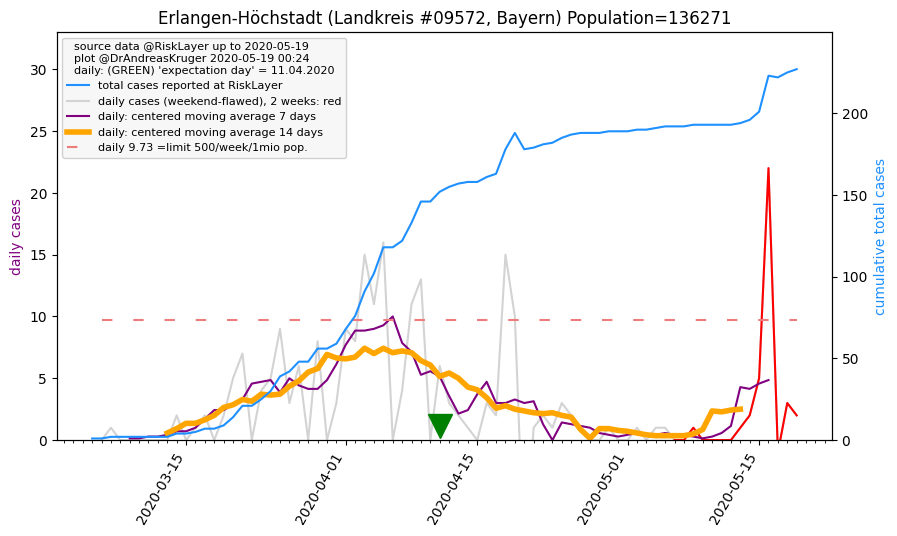 Erlangen-Höchstadt (Landkreis #09572, Bayern) Population=136271
source data @RiskLayer up to 2020-05-19
plot @DrAndreasKruger 2020-05-19 00:24
daily: (GREEN) 'expectation day' = 11.04.2020
total cases reported at RiskLayer
daily cases (weekend-flawed), 2 weeks: red
daily: centered moving average 7 days
daily: centered moving average 14 days
daily 9.73 =limit 500/week/1mio pop.
daily cases
30
25
20
15
10
5
0
cumulative total cases
200
150
100
50
0
2020-03-15
2020-04-01
2020-04-15
2020-05-01
2020-05-15